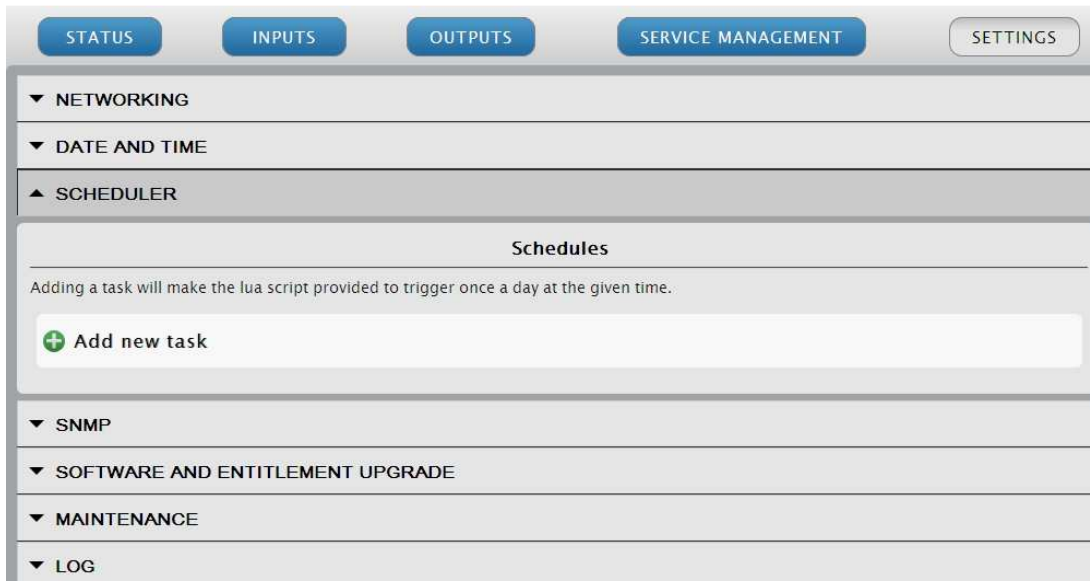 STATUS INPUTS OUTPUTS SERVICE MANAGEMENT SETTINGS
NETWORKING
DATE AND TIME
SCHEDULER
Schedules
Adding a task will make the lua script provided to trigger once a day at the given time.
Add new task
SNMP
SOFTWARE AND ENTITLEMENT UPGRADE
MAINTENANCE
LOG